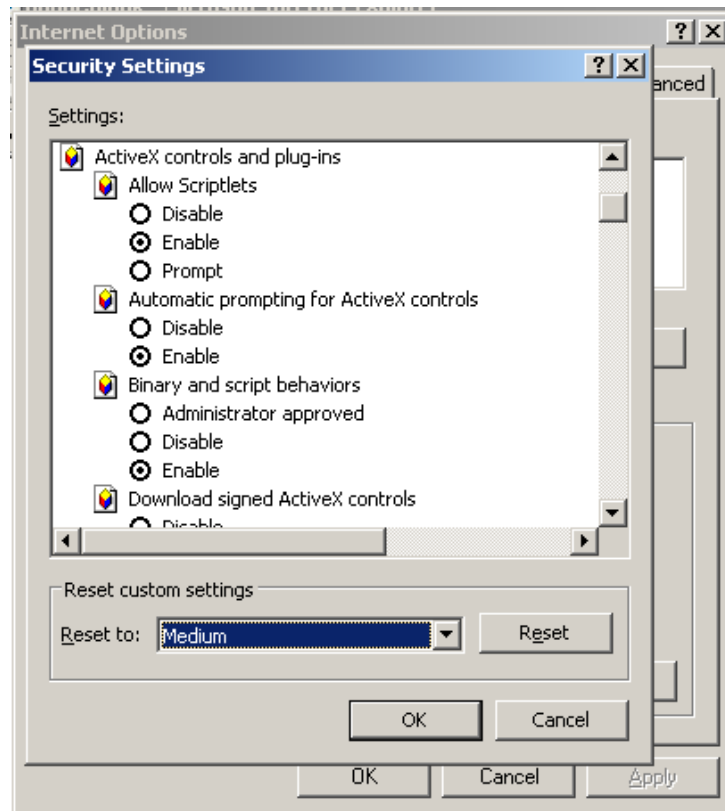 Internet Options
Security Settings
anced
Settings:
ActiveX controls and plug-ins
Allow Scriptlets
Disable
Enable
Prompt
Automatic prompting for ActiveX controls
Disable
Enable
Binary and script behaviors
Administrator approved
Disable
Enable
Download signed ActiveX controls
Disable
Reset custom settings
Reset to: Medium Reset
OK Cancel
OK Cancel Apply